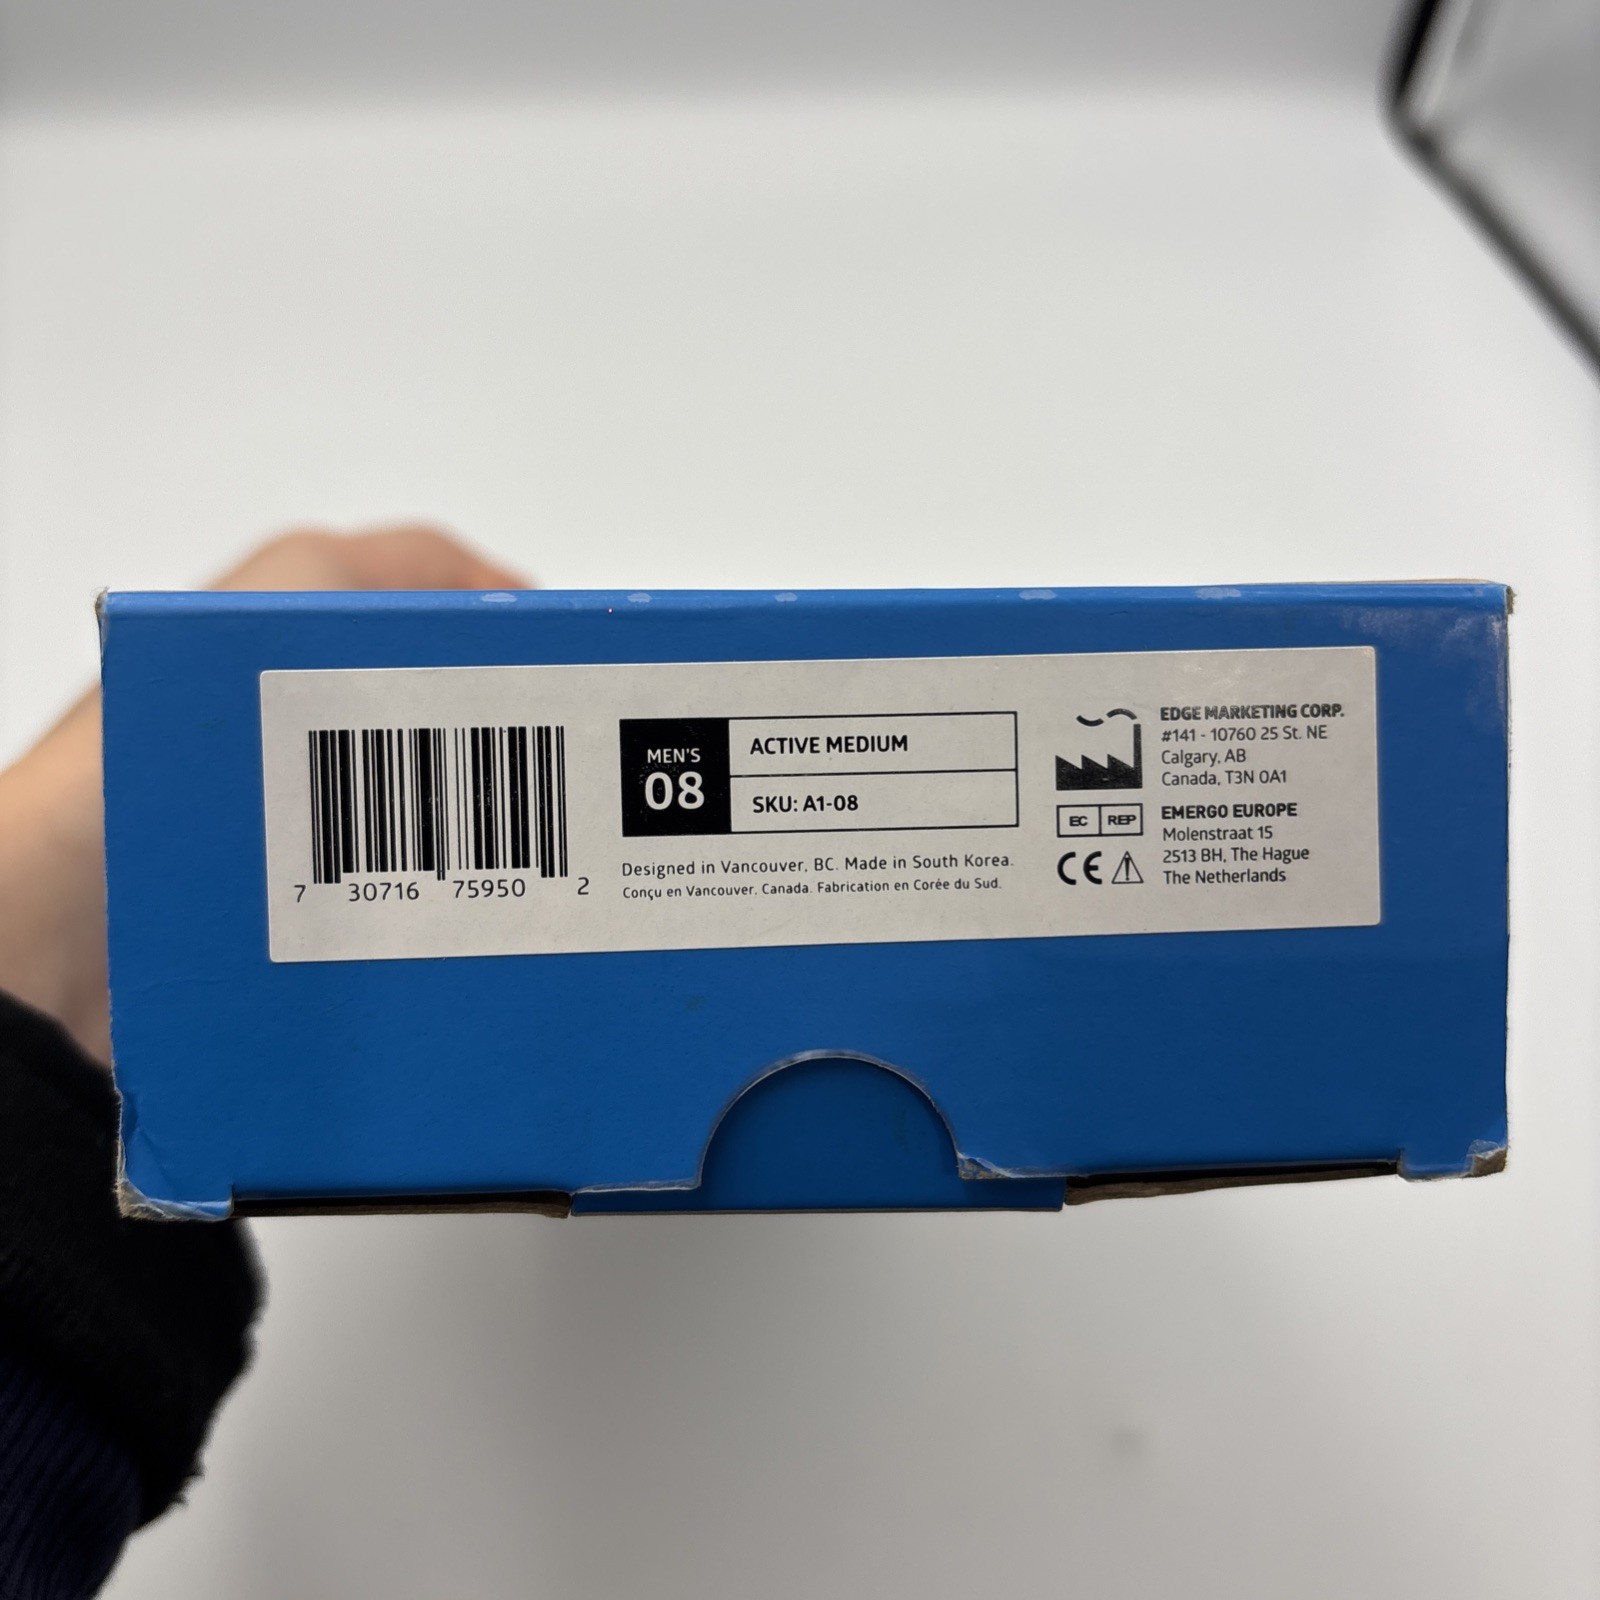 7 30716 75950 2
MEN'S
08
ACTIVE MEDIUM
SKU: A1-08
Designed in Vancouver, BC. Made in South Korea.
Conçu en Vancouver. Canada. Fabrication en Corée du Sud.
EDGE MARKETING CORP.
#141 - 10760 25 St. NE
Calgary, AB
Canada, T3N 0A1
EC REP
EMERGO EUROPE
Molenstraat 15
2513 BH, The Hague
The Netherlands
CE